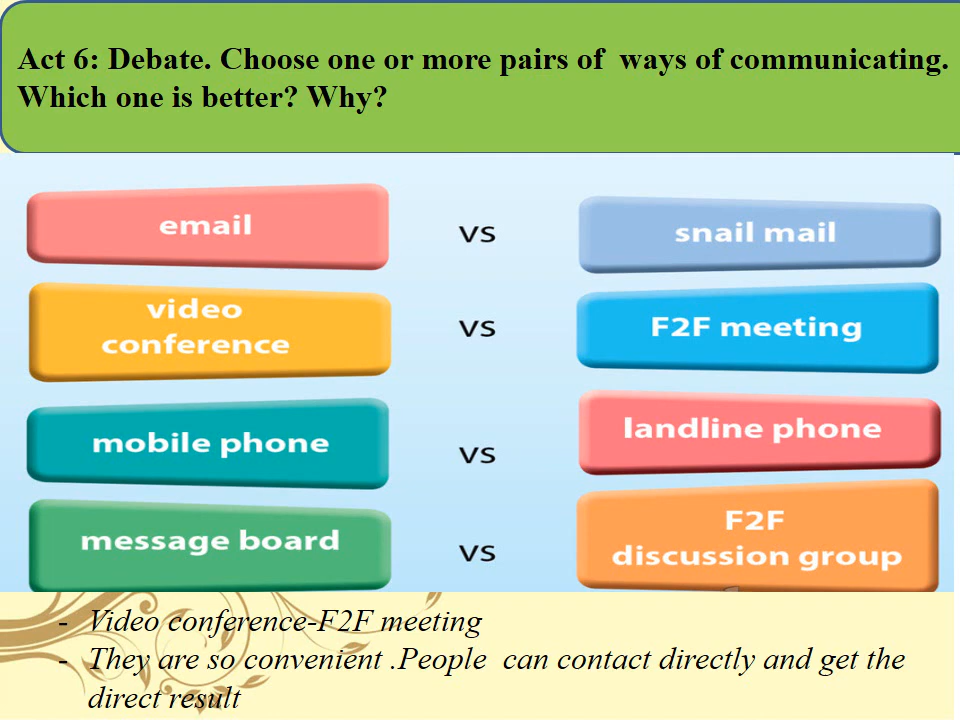 Act 6: Debate. Choose one or more pairs of  ways of communicating.
Which one is better? Why?
email vs snail mail
video
conference vs F2F meeting
mobile phone vs landline phone
message board vs F2F
discussion group
- Video conference-F2F meeting
- They are so convenient .People  can contact directly and get the
direct result